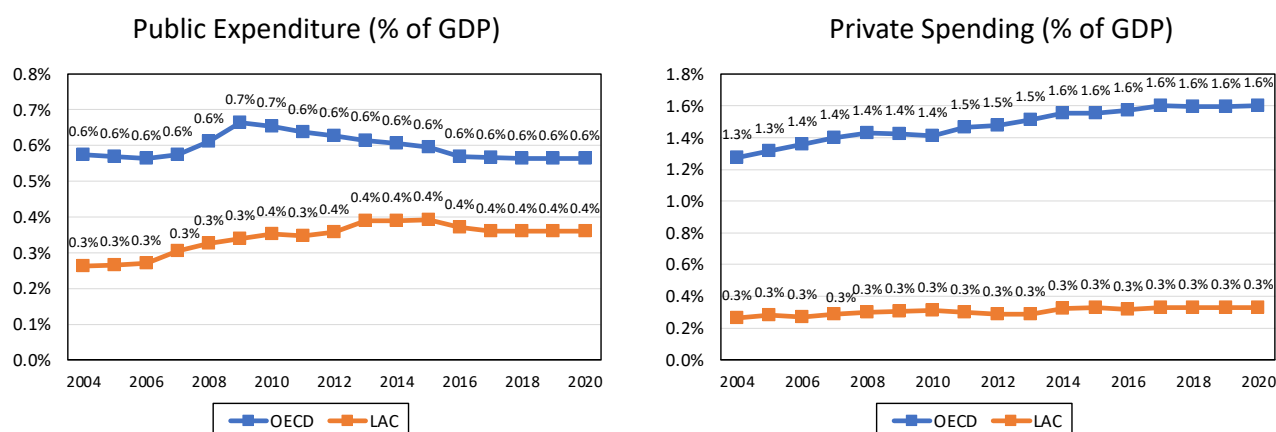 Public Expenditure (% of GDP)
0.8%
0.7%
0.6%
0.5%
0.4%
0.3%
0.2%
0.1%
0.0%
0.6% 0.6% 0.6% 0.6% 0.6% 0.7% 0.7% 0.6% 0.6% 0.6% 0.6% 0.6% 0.6% 0.6% 0.6% 0.6% 0.6%
0.3% 0.3% 0.3% 0.3% 0.3% 0.3% 0.4% 0.3% 0.4% 0.4% 0.4% 0.4% 0.4% 0.4% 0.4% 0.4% 0.4%
2004 2006 2008 2010 2012 2014 2016 2018 2020
OECD LAC
Private Spending (% of GDP)
1.8%
1.6%
1.4%
1.2%
1.0%
0.8%
0.6%
0.4%
0.2%
0.0%
1.3% 1.3% 1.4% 1.4% 1.4% 1.4% 1.4% 1.5% 1.5% 1.5% 1.6% 1.6% 1.6% 1.6% 1.6% 1.6% 1.6%
0.3% 0.3% 0.3% 0.3% 0.3% 0.3% 0.3% 0.3% 0.3% 0.3% 0.3% 0.3% 0.3% 0.3% 0.3% 0.3% 0.3%
2004 2006 2008 2010 2012 2014 2016 2018 2020
OECD LAC